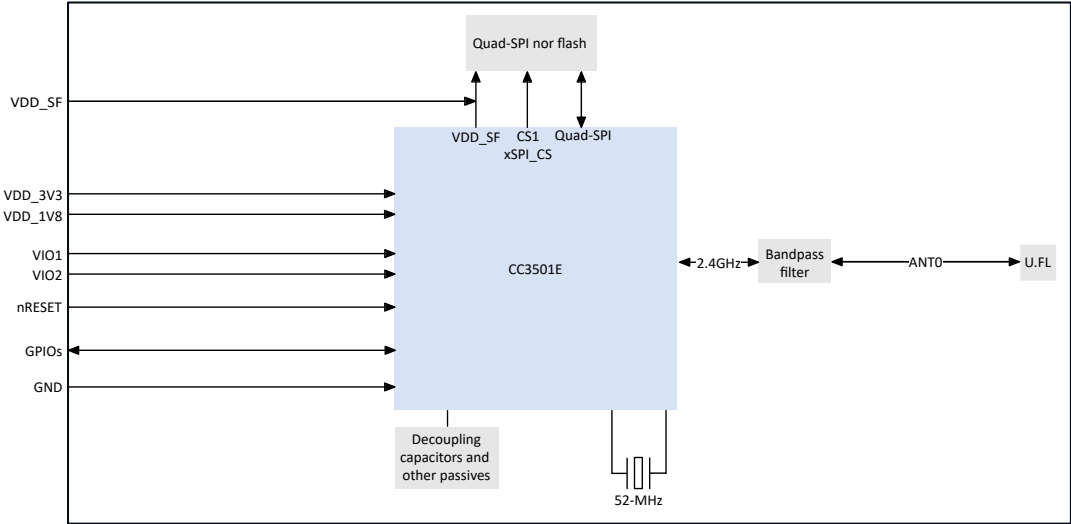 Quad-SPI nor flash
VDD_SF
VDD_SF
CS1
Quad-SPI
xSPI_CS
VDD_3V3
VDD_1V8
VIO1
VIO2
nRESET
GPIOs
GND
CC3501E
2.4GHz
Bandpass
filter
ANT0
U.FL
Decoupling
capacitors and
other passives
52-MHz